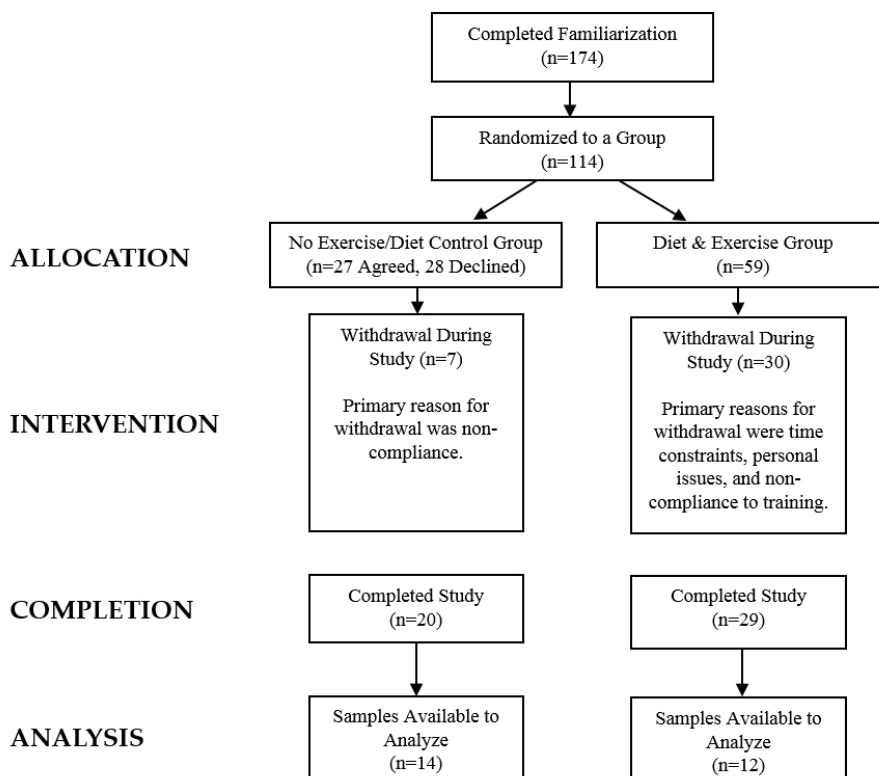 Completed Familiarization
(n=174)
Randomized to a Group
(n=114)
ALLOCATION
No Exercise/Diet Control Group
(n=27 Agreed, 28 Declined)
Diet & Exercise Group
(n=59)
INTERVENTION
Withdrawal During
Study (n=7)
Primary reason for
withdrawal was non-
compliance.
Withdrawal During
Study (n=30)
Primary reasons for
withdrawal were time
constraints, personal
issues, and non-
compliance to training.
COMPLETION
Completed Study
(n=20)
Completed Study
(n=29)
ANALYSIS
Samples Available to
Analyze
(n=14)
Samples Available to
Analyze
(n=12)